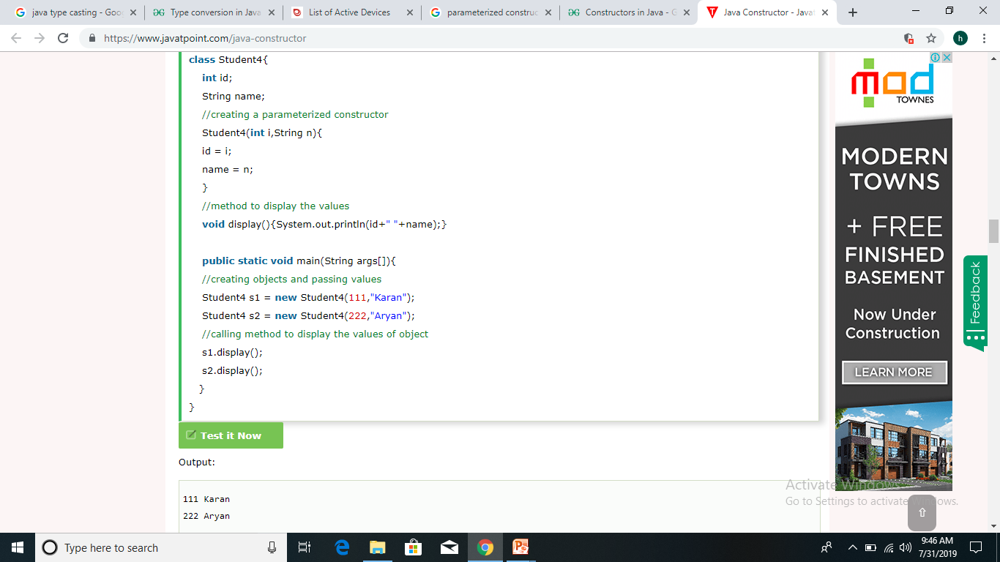 java type casting - Goo
Type conversion in Java
List of Active Devices
parameterized construc
Constructors in Java - G
Java Constructor - Javat
https://www.javatpoint.com/java-constructor
h
class Student4{
int id;
String name;
//creating a parameterized constructor
Student4(int i,String n){
id = i;
name = n;
}
//method to display the values
void display(){System.out.println(id+" "+name);}
public static void main(String args[]){
//creating objects and passing values
Student4 s1 = new Student4(111,"Karan");
Student4 s2 = new Student4(222,"Aryan");
//calling method to display the values of object
s1.display();
s2.display();
}
}
Test it Now
Output:
111 Karan
222 Aryan
mod
TOWNES
MODERN
TOWNS
+ FREE
FINISHED
BASEMENT
Now Under
Construction
LEARN MORE
Feedback
Activate Windows
Go to Settings to activate Windows.
Type here to search
9:46 AM
7/31/2019